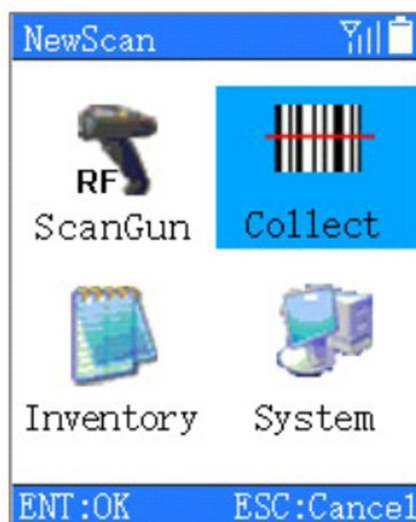 NewScan
RF
ScanGun Collect
Inventory System
ENT:OK ESC:Cancel